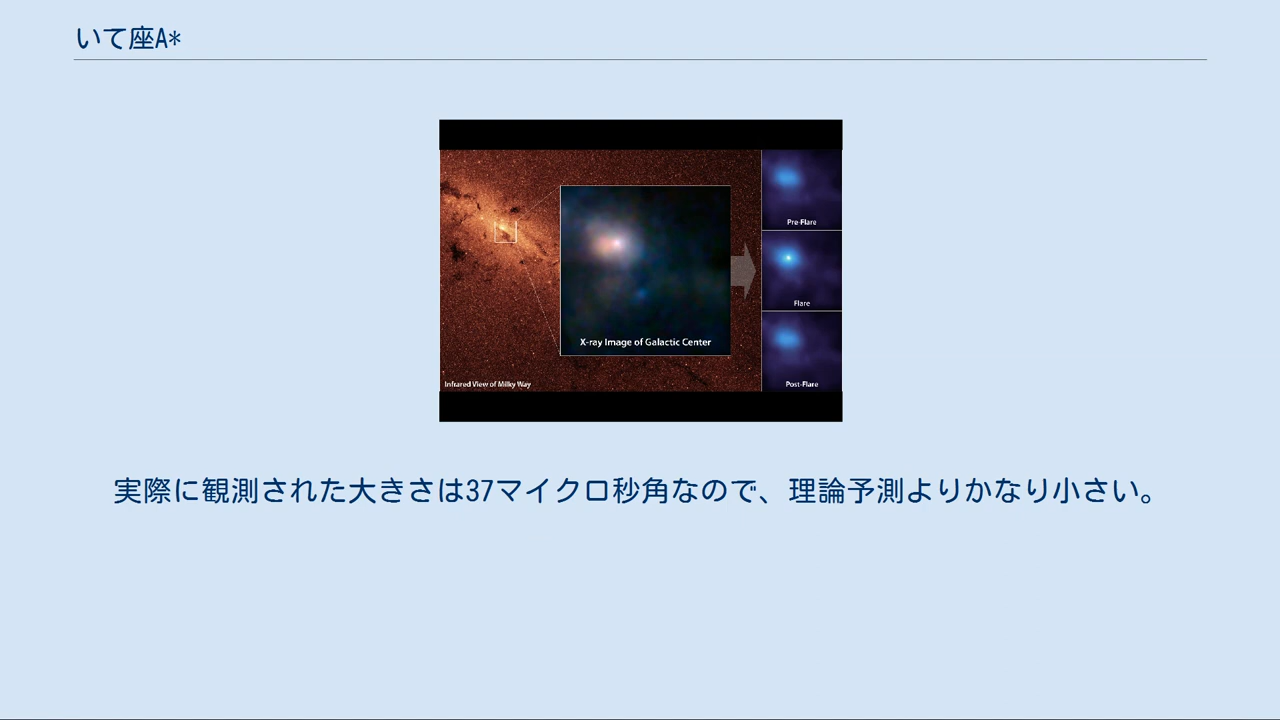 いて座A*
Pre-Flare
Flare
X-ray Image of Galactic Center
Infrared View of Milky Way
Post-Flare
実際に観測された大きさは37マイクロ秒角なので、理論予測よりかなり小さい。